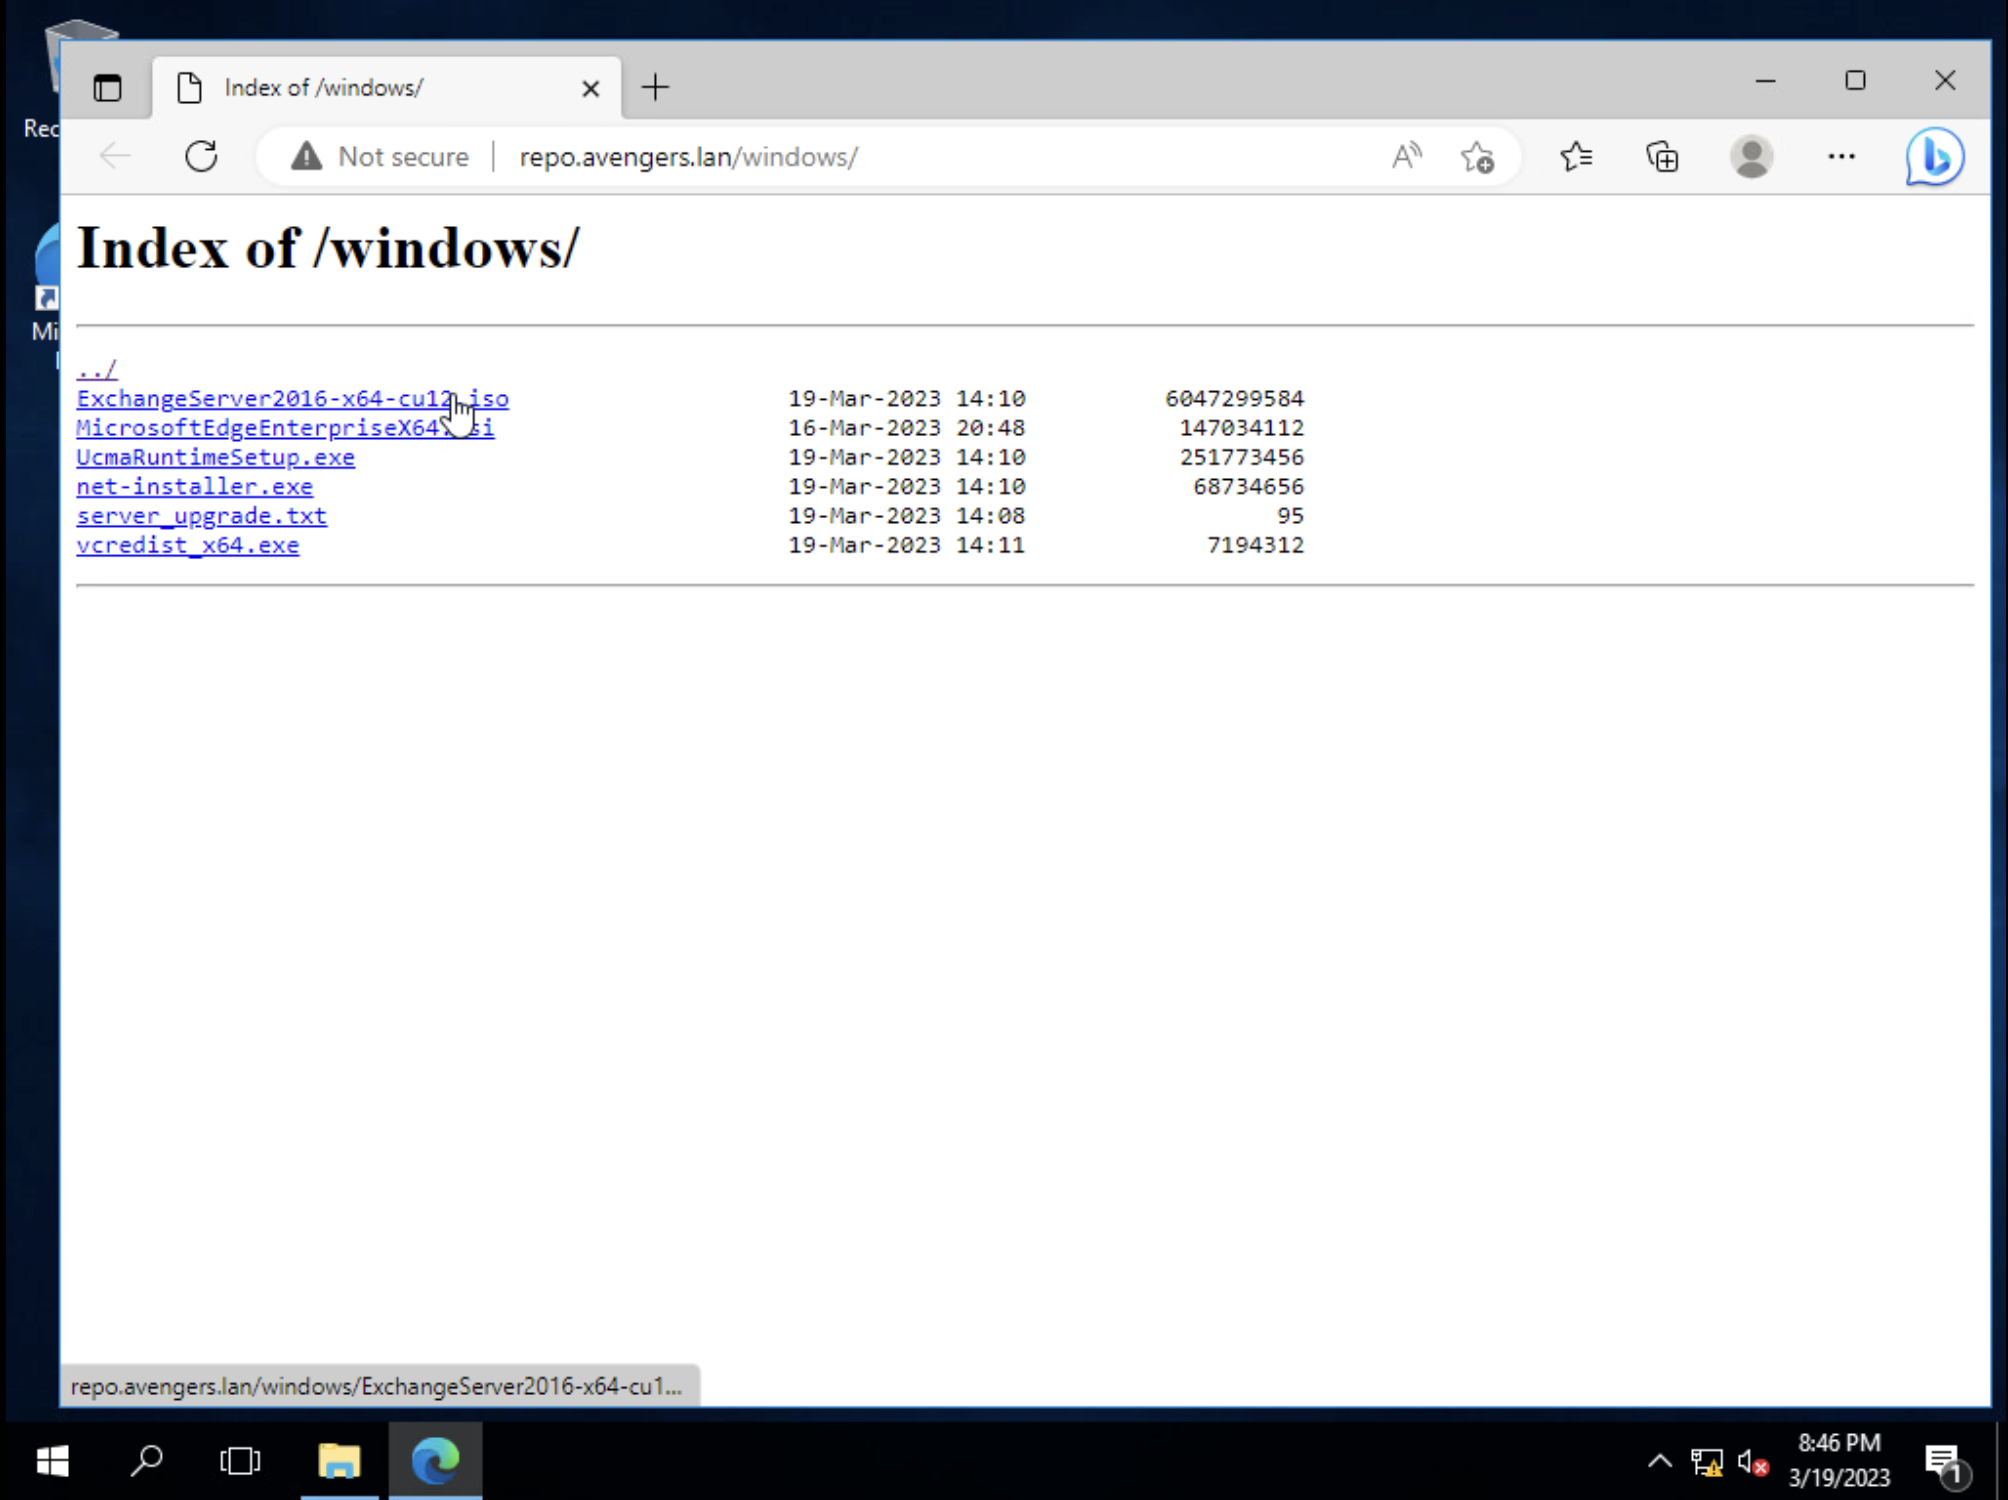 Index of /windows/
Rec
Not secure repo.avengers.lan/windows/
Index of /windows/
Mi
../
ExchangeServer2016-x64-cu12.iso 19-Mar-2023 14:10 6047299584
MicrosoftEdgeEnterpriseX64.msi 16-Mar-2023 20:48 147034112
UcmaRuntimeSetup.exe 19-Mar-2023 14:10 251773456
net-installer.exe 19-Mar-2023 14:10 68734656
server_upgrade.txt 19-Mar-2023 14:08 95
vcredist_x64.exe 19-Mar-2023 14:11 7194312
repo.avengers.lan/windows/ExchangeServer2016-x64-cu1...
8:46 PM
3/19/2023
1